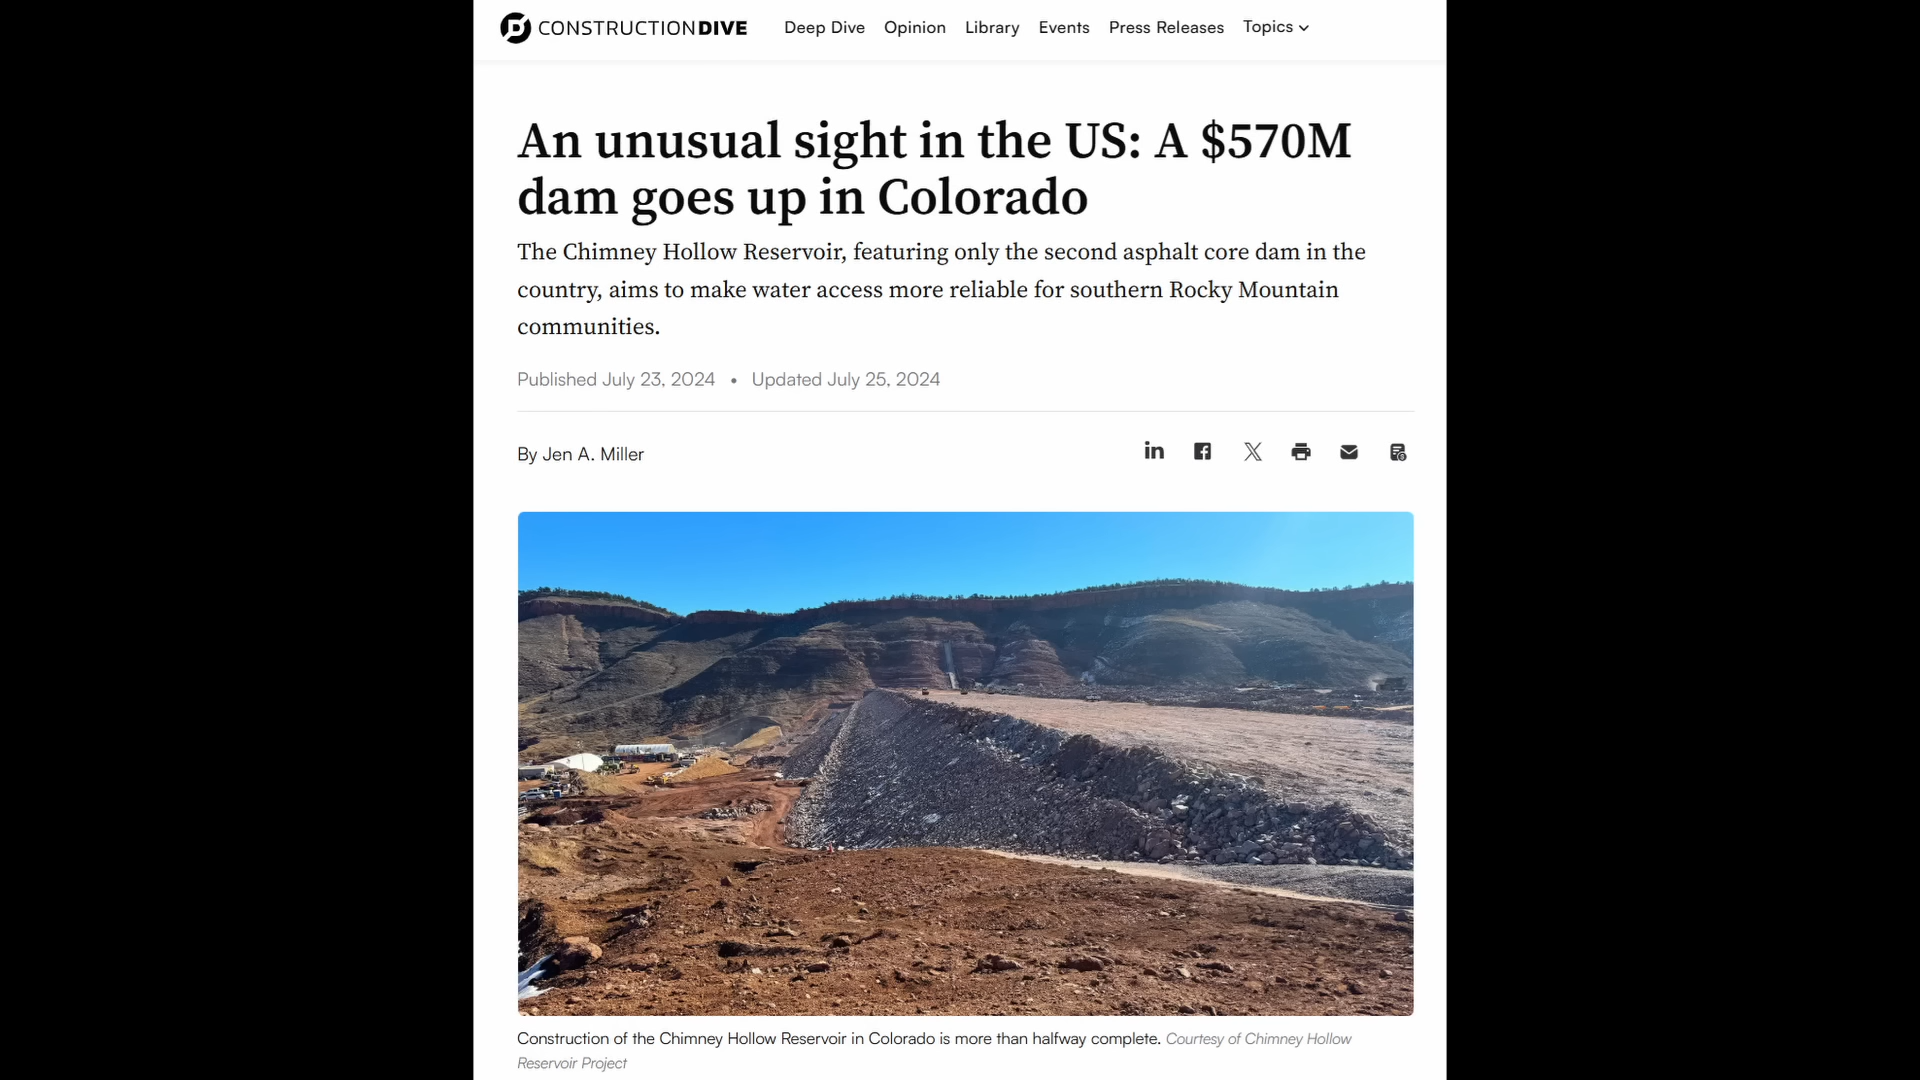 CONSTRUCTIONDIVE Deep Dive Opinion Library Events Press Releases Topics
An unusual sight in the US: A $570M
dam goes up in Colorado
The Chimney Hollow Reservoir, featuring only the second asphalt core dam in the
country, aims to make water access more reliable for southern Rocky Mountain
communities.
Published July 23, 2024 • Updated July 25, 2024
By Jen A. Miller
Construction of the Chimney Hollow Reservoir in Colorado is more than halfway complete. Courtesy of Chimney Hollow
Reservoir Project